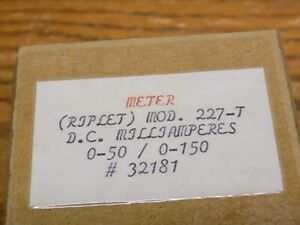 METER
(RIPLET) MOD. 227-T
D.C. MILLIAMPERES
0-50 / 0-150
# 32181